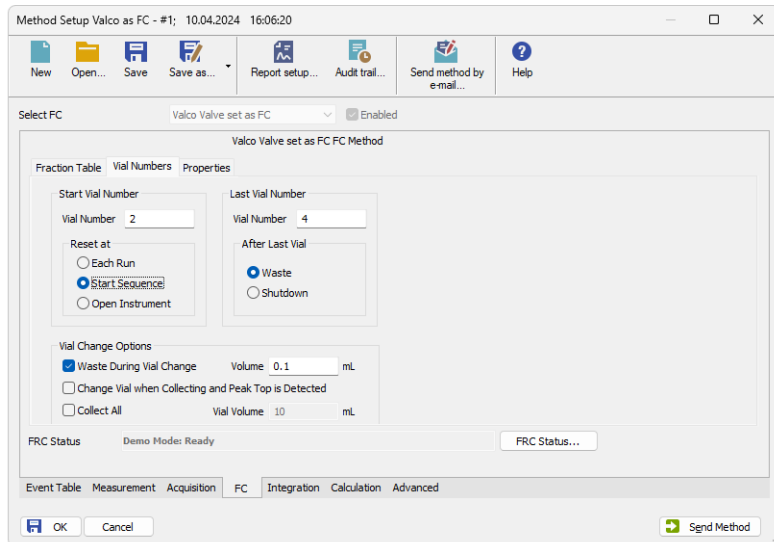 Method Setup Valco as FC - #1;   10.04.2024   16:06:20
New Open... Save Save as... Report setup... Audit trail... Send method by e-mail... Help
Select FC Valco Valve set as FC Enabled
Valco Valve set as FC FC Method
Fraction Table Vial Numbers Properties
Start Vial Number Last Vial Number
Vial Number 2 Vial Number 4
Reset at After Last Vial
Each Run
Waste
Start Sequence
Shutdown
Open Instrument
Vial Change Options
Waste During Vial Change Volume 0.1 mL
Change Vial when Collecting and Peak Top is Detected
Collect All Vial Volume 10 mL
FRC Status Demo Mode: Ready FRC Status...
Event Table Measurement Acquisition FC Integration Calculation Advanced
OK Cancel Send Method